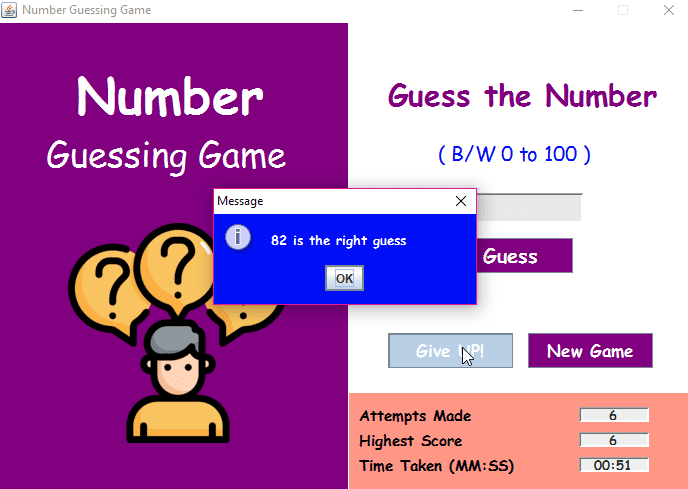 Number Guessing Game
Number
Guessing Game
? ? ?
Guess the Number
( B/W 0 to 100 )
Message
i
82 is the right guess
OK
Guess
Give UP!
New Game
Attempts Made 6
Highest Score 6
Time Taken (MM:SS) 00:51